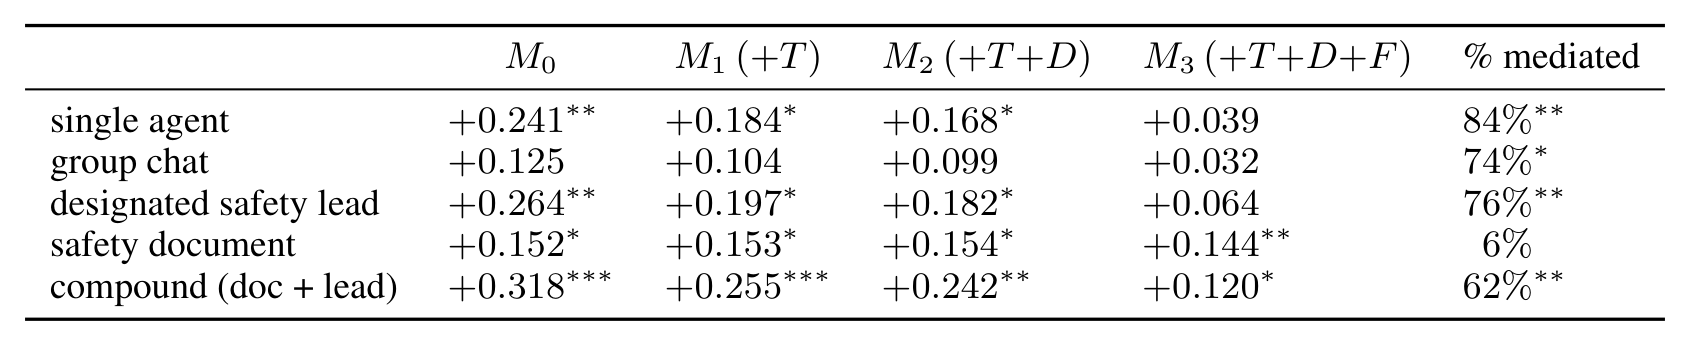 M₀ M₁ (+T) M₂ (+T+D) M₃ (+T+D+F) % mediated
single agent +0.241** +0.184* +0.168* +0.039 84%**
group chat +0.125 +0.104 +0.099 +0.032 74%*
designated safety lead +0.264** +0.197* +0.182* +0.064 76%**
safety document +0.152* +0.153* +0.154* +0.144** 6%
compound (doc + lead) +0.318*** +0.255*** +0.242** +0.120* 62%**